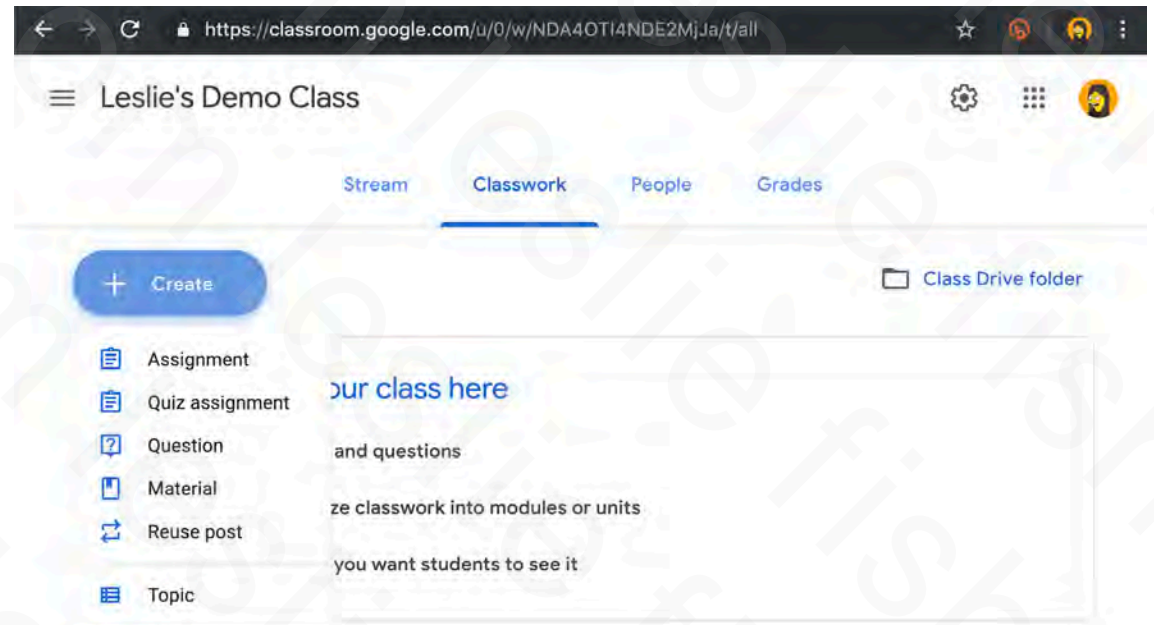 https://classroom.google.com/u/0/w/NDA4OTI4NDE2MjJa/t/all
Leslie's Demo Class
Stream Classwork People Grades
+ Create
Class Drive folder
Assignment
Quiz assignment
Question
Material
Reuse post
Topic
our class here
and questions
ze classwork into modules or units
you want students to see it
leslie fish